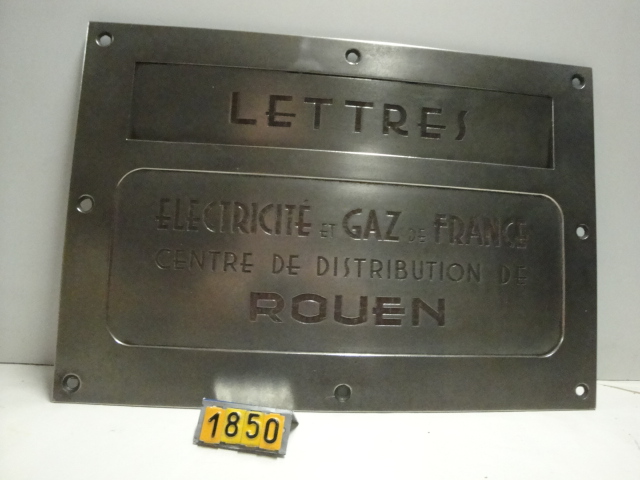 LETTRES
ELECTRICITÉ ET GAZ DE FRANCE
CENTRE DE DISTRIBUTION DE
ROUEN
1850